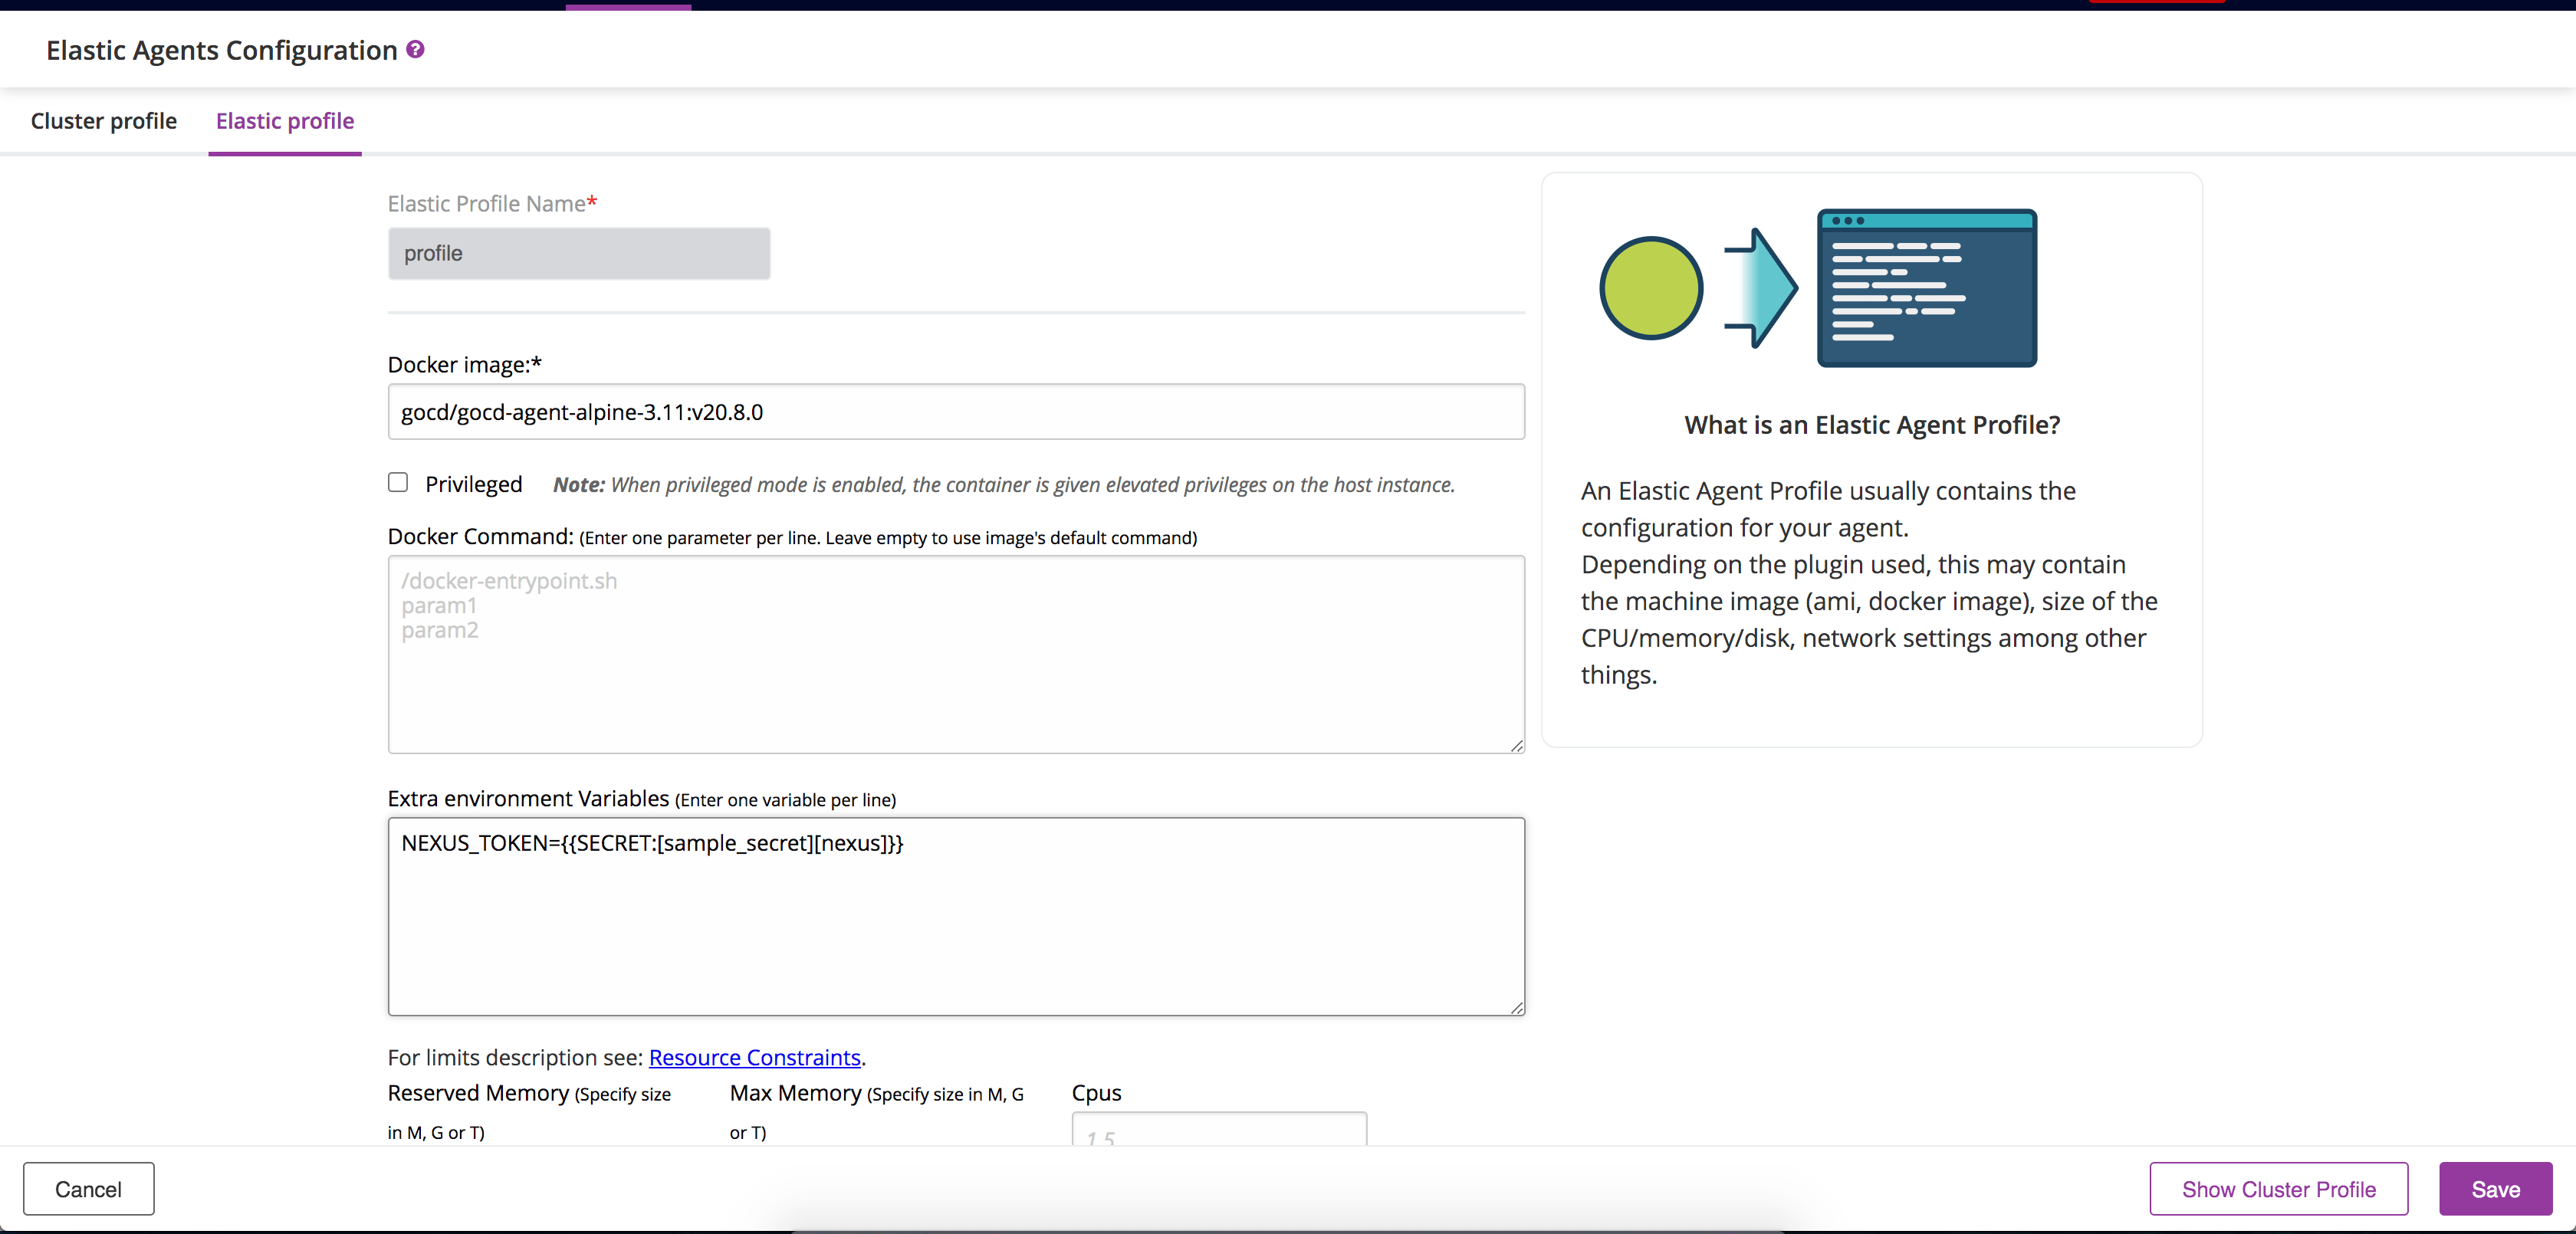 Elastic Agents Configuration ?
Cluster profile
Elastic profile
Elastic Profile Name*
profile
Docker image:*
gocd/gocd-agent-alpine-3.11:v20.8.0
Privileged Note: When privileged mode is enabled, the container is given elevated privileges on the host instance.
Docker Command: (Enter one parameter per line. Leave empty to use image's default command)
/docker-entrypoint.sh
param1
param2
Extra environment Variables (Enter one variable per line)
NEXUS_TOKEN={{SECRET:[sample_secret][nexus]}}
For limits description see: Resource Constraints.
Reserved Memory (Specify size
in M, G or T)
Max Memory (Specify size in M, G
or T)
Cpus
1.5
What is an Elastic Agent Profile?
An Elastic Agent Profile usually contains the
configuration for your agent.
Depending on the plugin used, this may contain
the machine image (ami, docker image), size of the
CPU/memory/disk, network settings among other
things.
Cancel
Show Cluster Profile
Save